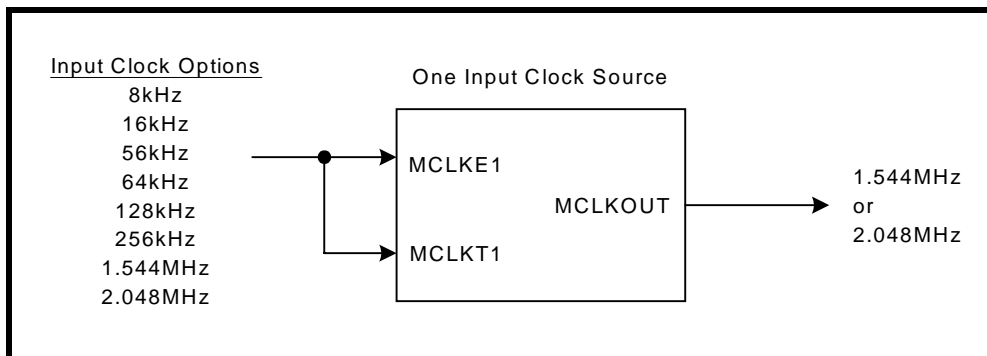 Input Clock Options
8kHz
16kHz
56kHz
64kHz
128kHz
256kHz
1.544MHz
2.048MHz
One Input Clock Source
MCLKE1
MCLKT1
MCLKOUT
1.544MHz
or
2.048MHz